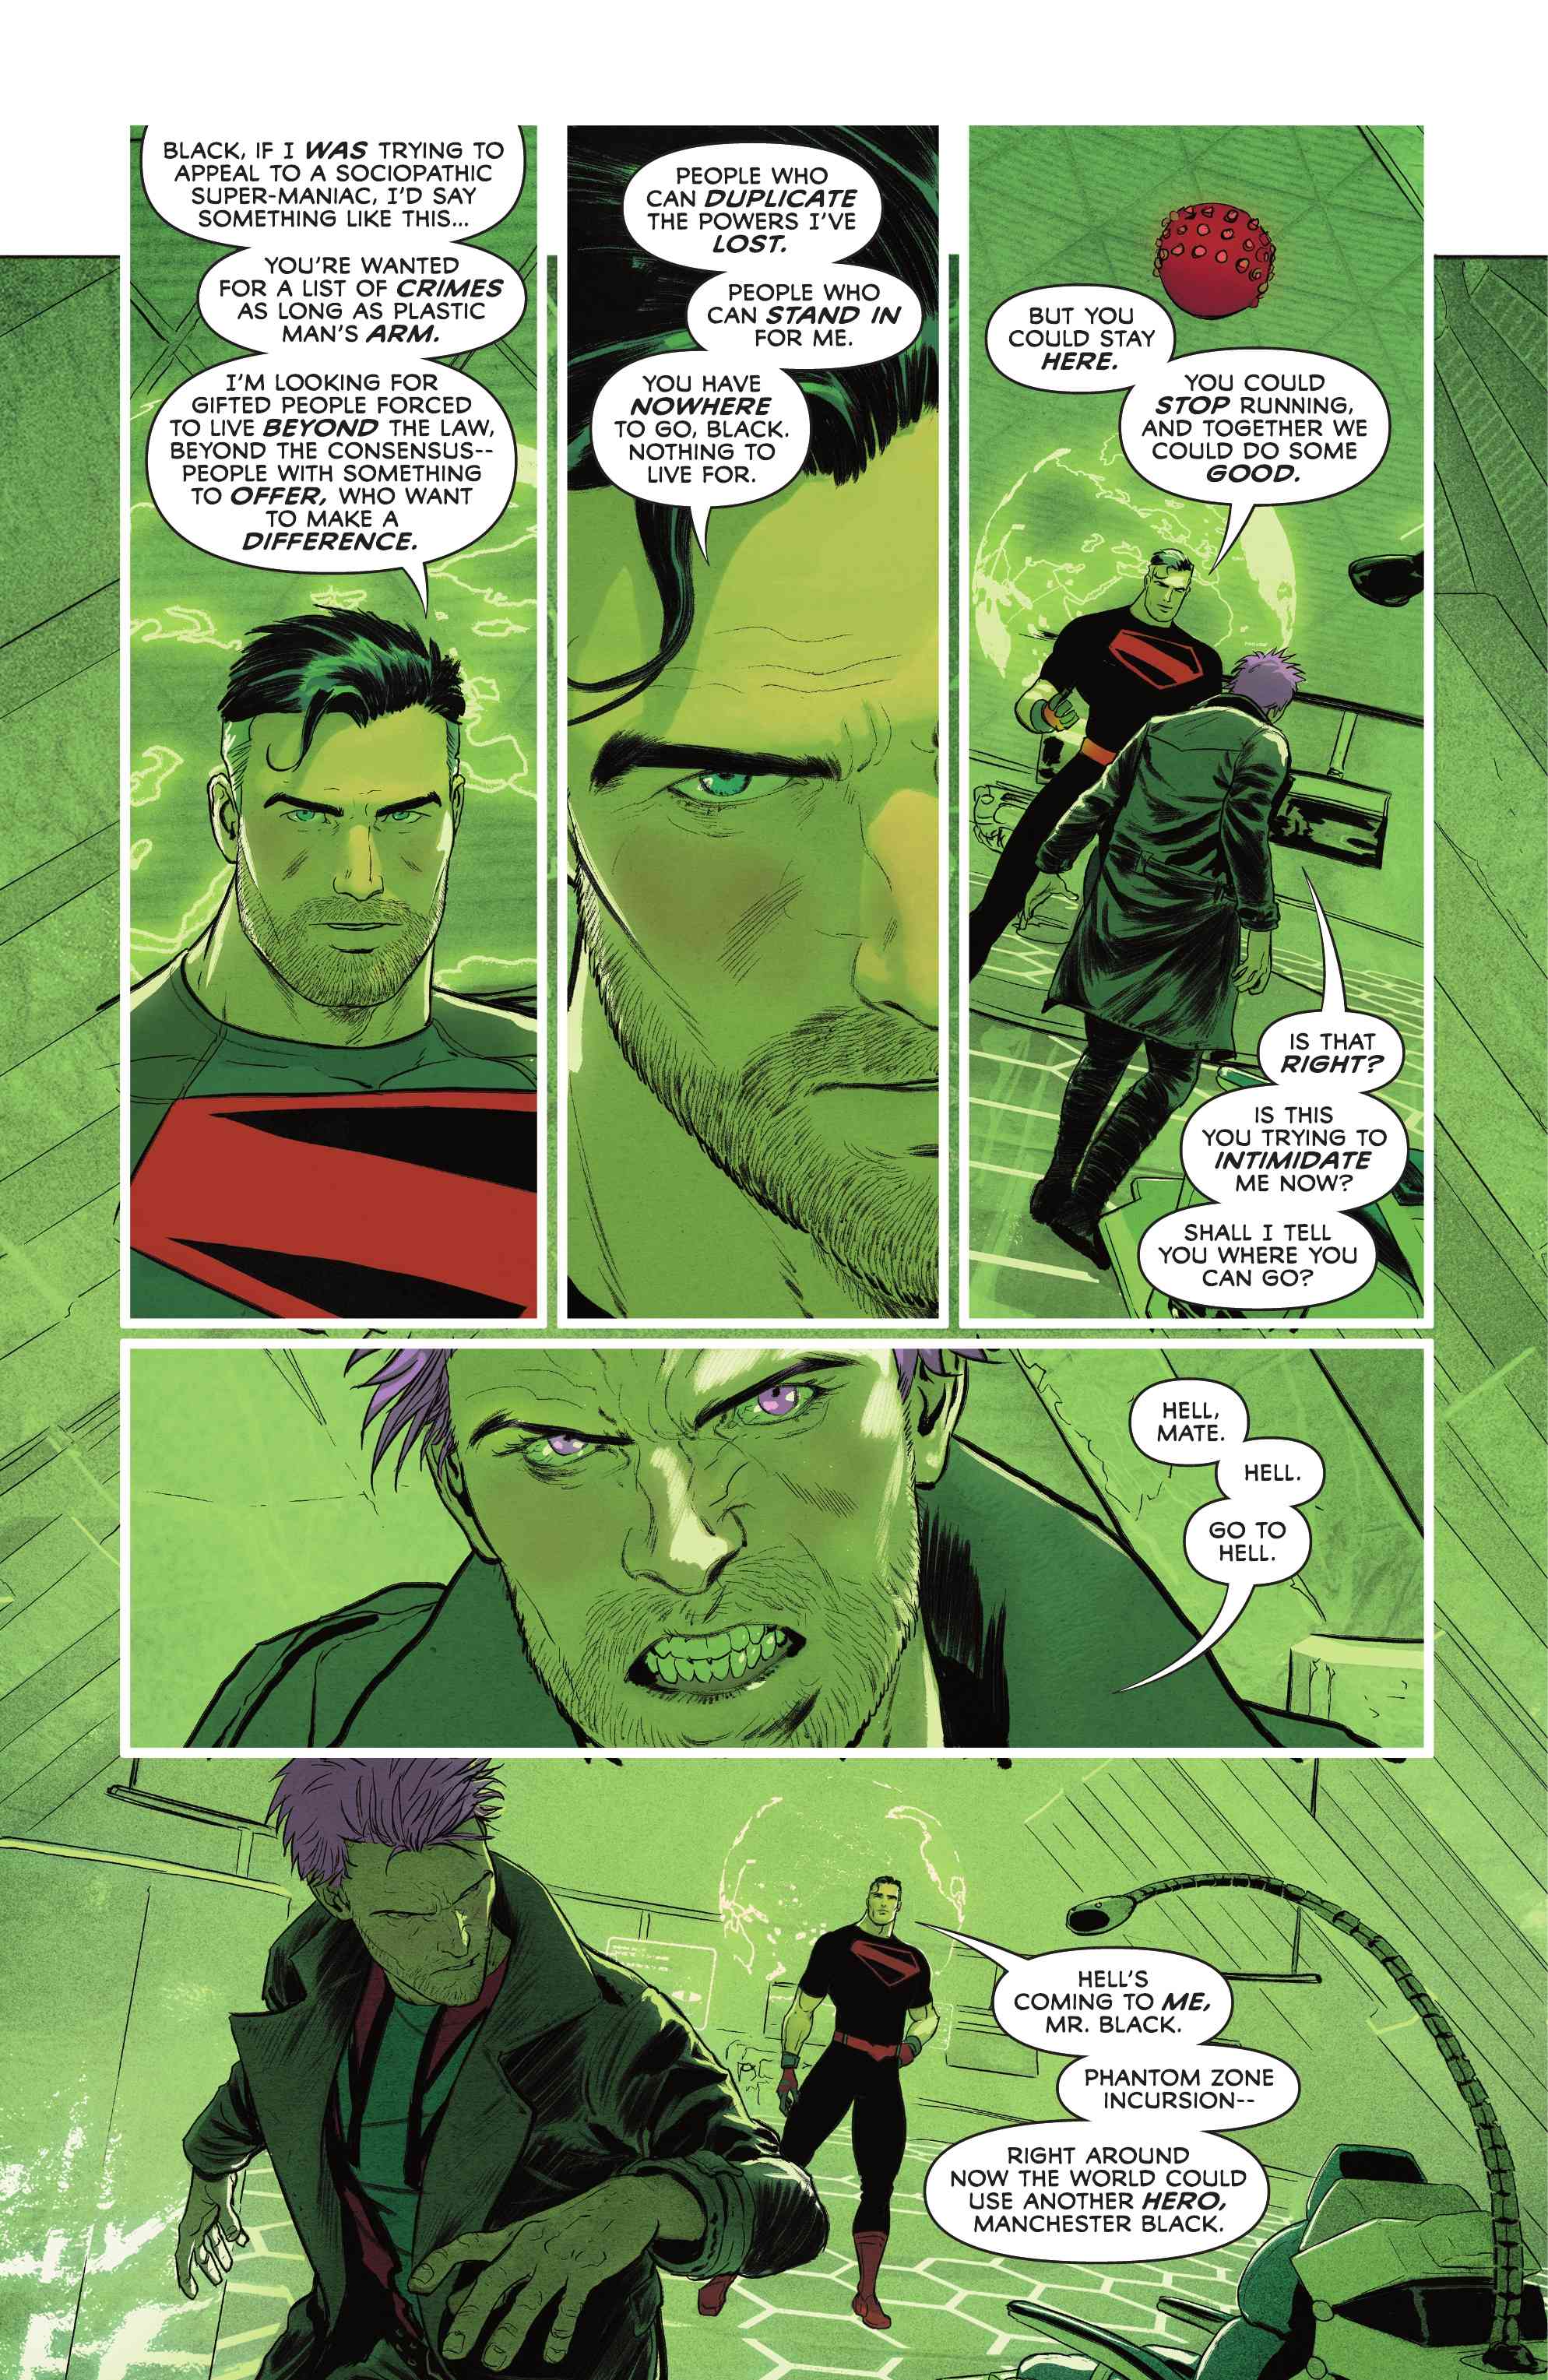 BLACK, IF I WAS TRYING TO
APPEAL TO A SOCIOPATHIC
SUPER-MANIAC, I'D SAY
SOMETHING LIKE THIS...
YOU'RE WANTED
FOR A LIST OF CRIMES
AS LONG AS PLASTIC
MAN'S ARM.
I'M LOOKING FOR
GIFTED PEOPLE FORCED
TO LIVE BEYOND THE LAW,
BEYOND THE CONSENSUS--
PEOPLE WITH SOMETHING
TO OFFER, WHO WANT
TO MAKE A
DIFFERENCE.
PEOPLE WHO
CAN DUPLICATE
THE POWERS I'VE
LOST.
PEOPLE WHO
CAN STAND IN
FOR ME.
YOU HAVE
NOWHERE
TO GO, BLACK.
NOTHING TO
LIVE FOR.
BUT YOU
COULD STAY
HERE.
YOU COULD
STOP RUNNING,
AND TOGETHER WE
COULD DO SOME
GOOD.
IS THAT
RIGHT?
IS THIS
YOU TRYING TO
INTIMIDATE
ME NOW?
SHALL I TELL
YOU WHERE YOU
CAN GO?
HELL,
MATE.
HELL.
GO TO
HELL.
HELL'S
COMING TO ME,
MR. BLACK.
PHANTOM ZONE
INCURSION--
RIGHT AROUND
NOW THE WORLD COULD
USE ANOTHER HERO,
MANCHESTER BLACK.